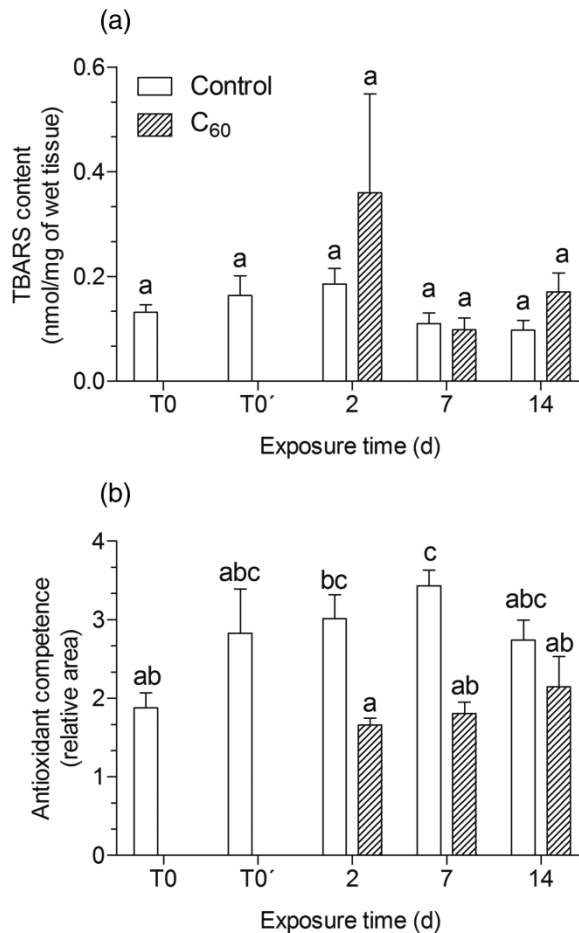 (a)
TBARS content
(nmol/mg of wet tissue)
0.6
0.4
0.2
0.0
Control
C₆₀
a
a
a
a
a
a
a
a
T0
T0´
2
7
14
Exposure time (d)
(b)
Antioxidant competence
(relative area)
4
3
2
1
0
ab
abc
bc
a
c
ab
abc
ab
T0
T0´
2
7
14
Exposure time (d)